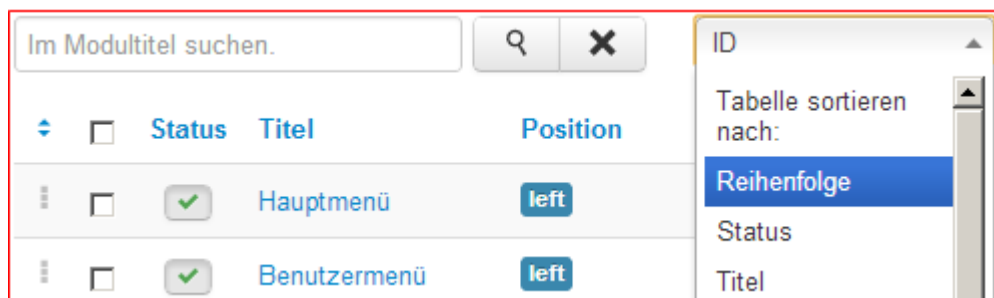 Im Modultitel suchen.
ID
Tabelle sortieren
nach:
Reihenfolge
Status
Titel
Status Titel Position
Hauptmenü left
Benutzermenü left